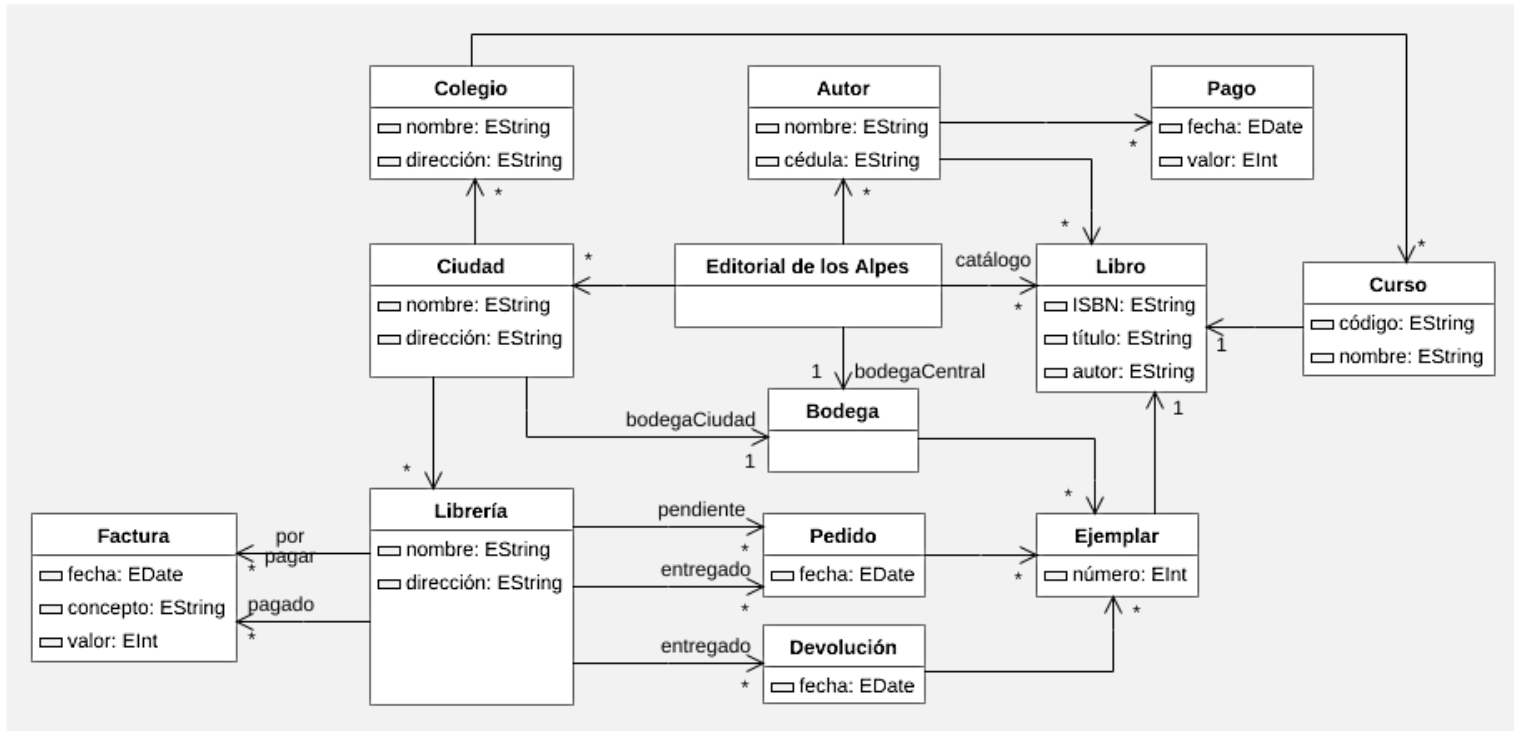 Colegio
nombre: EString
dirección: EString
*
Autor
nombre: EString
cédula: EString
*
Pago
fecha: EDate
valor: EInt
*
*
Ciudad
nombre: EString
dirección: EString
*
Editorial de los Alpes
catálogo
*
Libro
ISBN: EString
título: EString
autor: EString
*
Curso
código: EString
nombre: EString
1
1
1
bodegaCentral
bodegaCiudad
1
Bodega
*
*
Librería
nombre: EString
dirección: EString
Factura
fecha: EDate
concepto: EString
valor: EInt
por
pagar
*
pagado
*
pendiente
*
entregado
*
Pedido
fecha: EDate
*
Ejemplar
número: EInt
*
entregado
*
Devolución
fecha: EDate